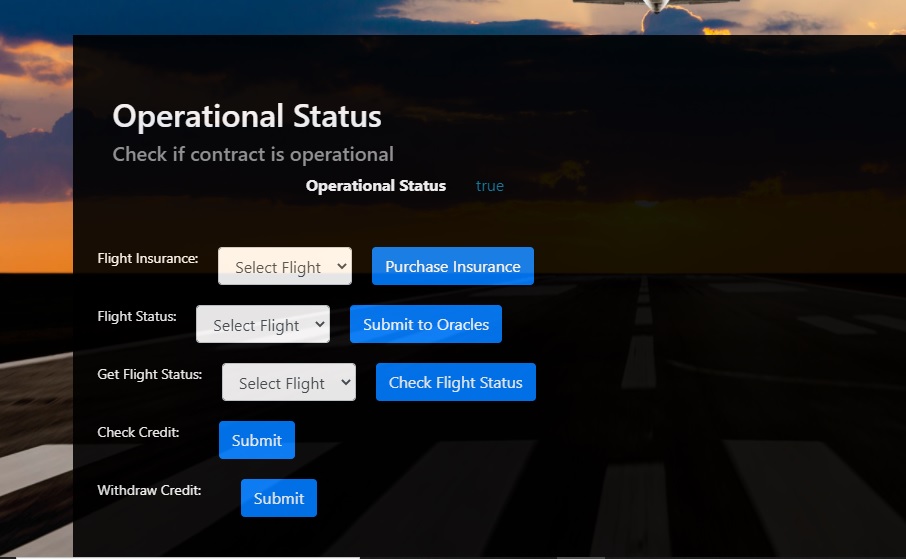 Operational Status
Check if contract is operational
Operational Status true
Flight Insurance: Select Flight Purchase Insurance
Flight Status: Select Flight Submit to Oracles
Get Flight Status: Select Flight Check Flight Status
Check Credit: Submit
Withdraw Credit: Submit